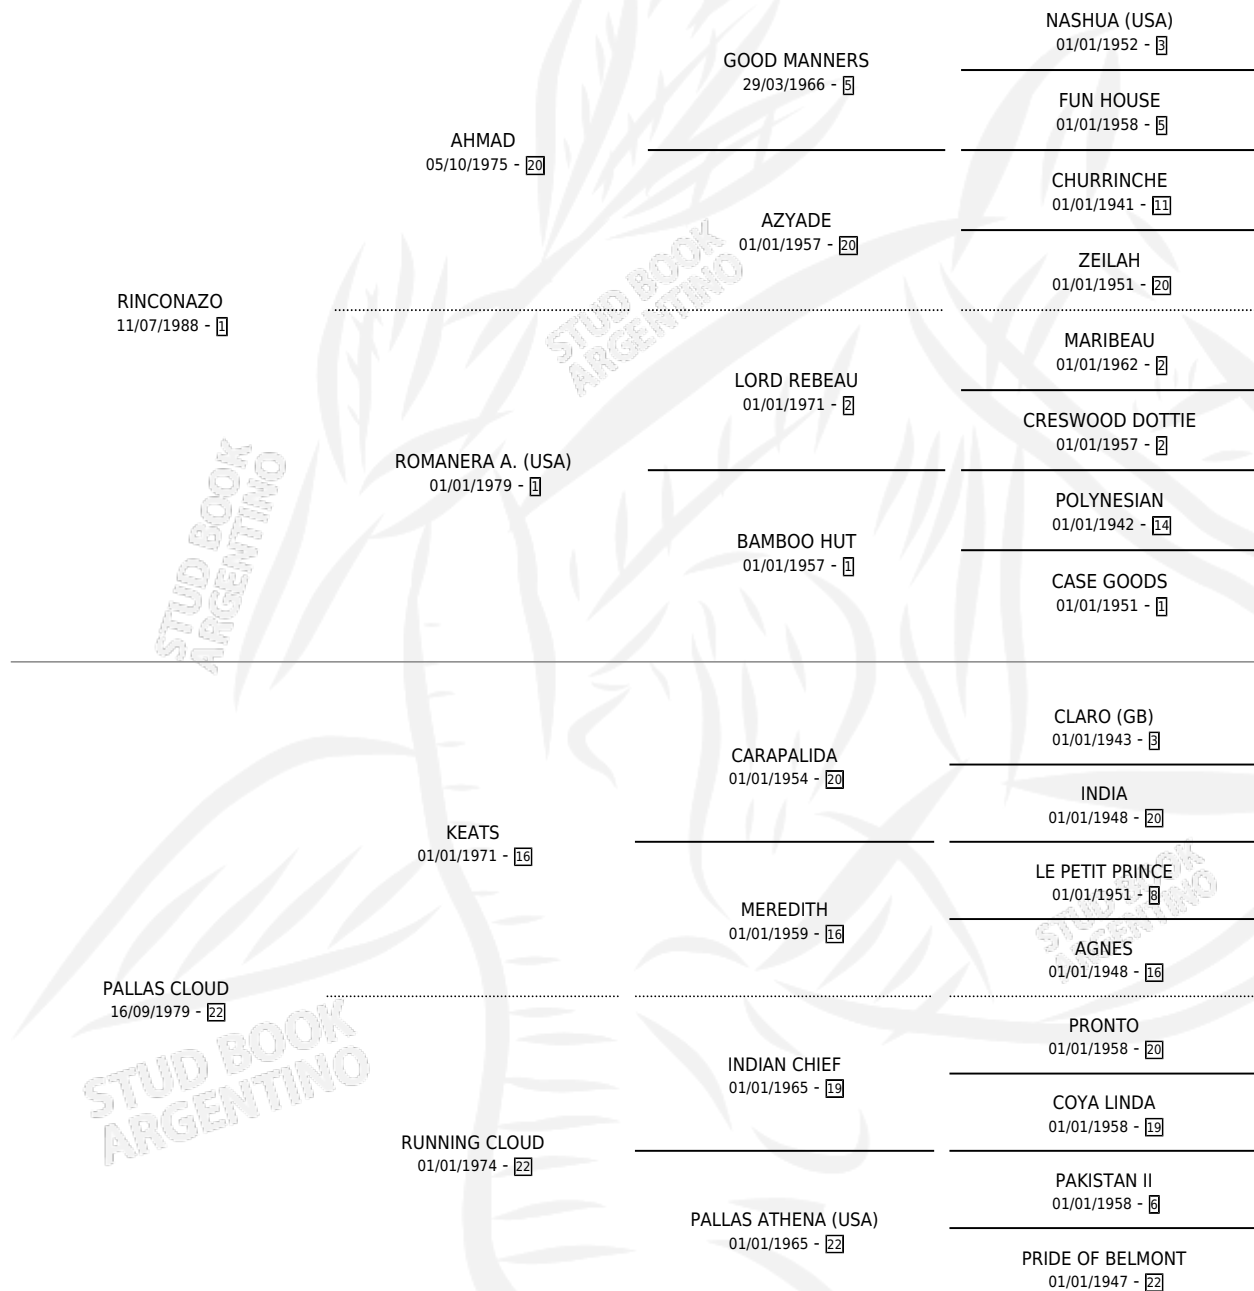 NASHUA (USA)
01/01/1952 - 3
GOOD MANNERS
29/03/1966 - 5
FUN HOUSE
01/01/1958 - 5
AHMAD
05/10/1975 - 20
CHURRINCHE
01/01/1941 - 11
AZYADE
01/01/1957 - 20
ZEILAH
01/01/1951 - 20
RINCONAZO
11/07/1988 - 1
MARIBEAU
01/01/1962 - 2
LORD REBEAU
01/01/1971 - 2
CRESWOOD DOTTIE
01/01/1957 - 2
ROMANERA A. (USA)
01/01/1979 - 1
POLYNESIAN
01/01/1942 - 14
BAMBOO HUT
01/01/1957 - 1
CASE GOODS
01/01/1951 - 1
STUD BOOK
ARGENTINO
STUD BOOK
ARGENTINO
CLARO (GB)
01/01/1943 - 3
CARAPALIDA
01/01/1954 - 20
INDIA
01/01/1948 - 20
KEATS
01/01/1971 - 16
LE PETIT PRINCE
01/01/1951 - 8
MEREDITH
01/01/1959 - 16
AGNES
01/01/1948 - 16
PALLAS CLOUD
16/09/1979 - 22
PRONTO
01/01/1958 - 20
INDIAN CHIEF
01/01/1965 - 19
COYA LINDA
01/01/1958 - 19
RUNNING CLOUD
01/01/1974 - 22
PAKISTAN II
01/01/1958 - 6
PALLAS ATHENA (USA)
01/01/1965 - 22
PRIDE OF BELMONT
01/01/1947 - 22
STUD BOOK
ARGENTINO
STUD BOOK
ARGENTINO